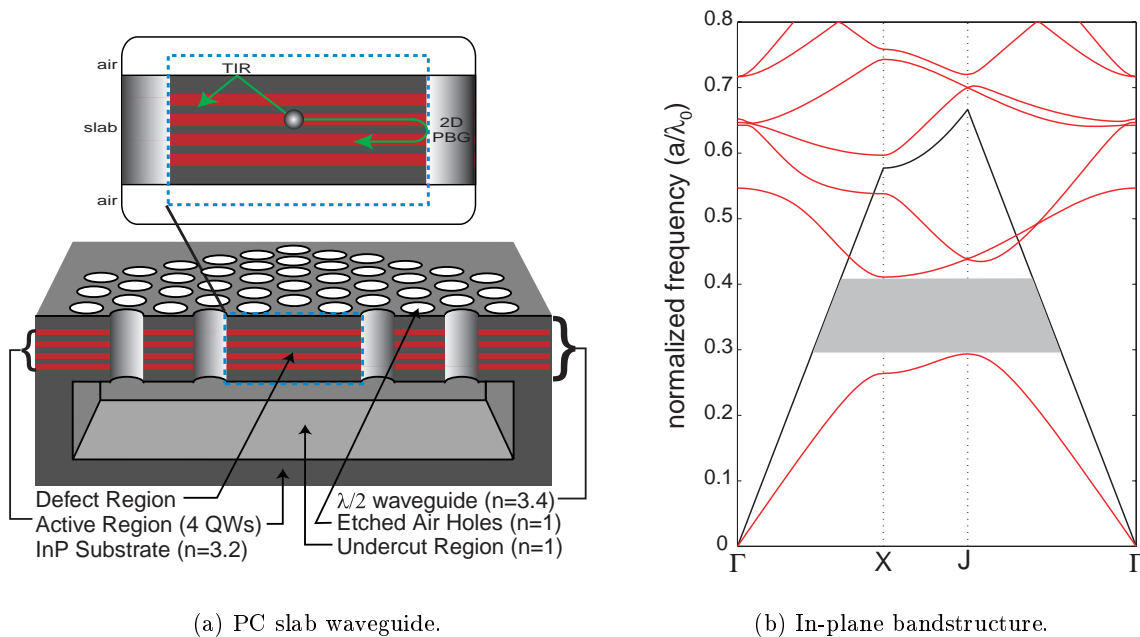 air
TIR
slab
2D
PBG
air
{
}
Defect Region
Active Region (4 QWs)
InP Substrate (n=3.2)
λ/2 waveguide (n=3.4)
Etched Air Holes (n=1)
Undercut Region (n=1)
(a) PC slab waveguide.
normalized frequency (a/λ0)
0.8
0.7
0.6
0.5
0.4
0.3
0.2
0.1
0
Γ
X
J
Γ
(b) In-plane bandstructure.